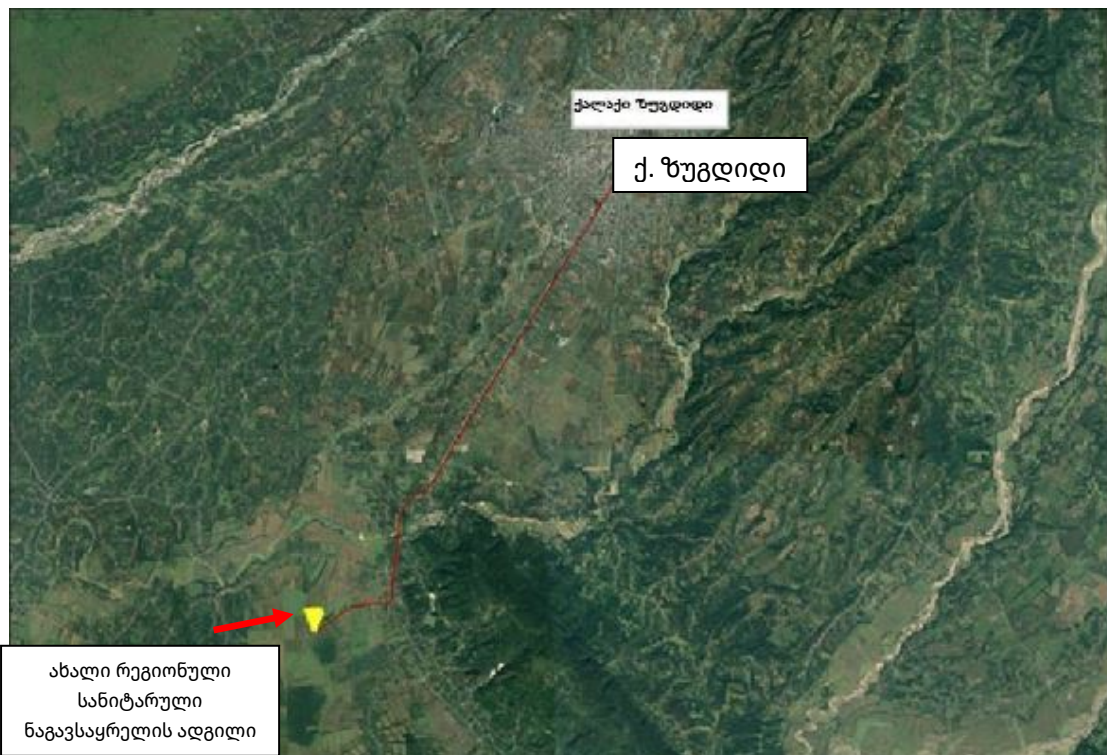 ქალაქი ზუგდიდი
ქ. ზუგდიდი
ახალი რეგიონული
სანიტარული
ნაგავსაყრელის ადგილი